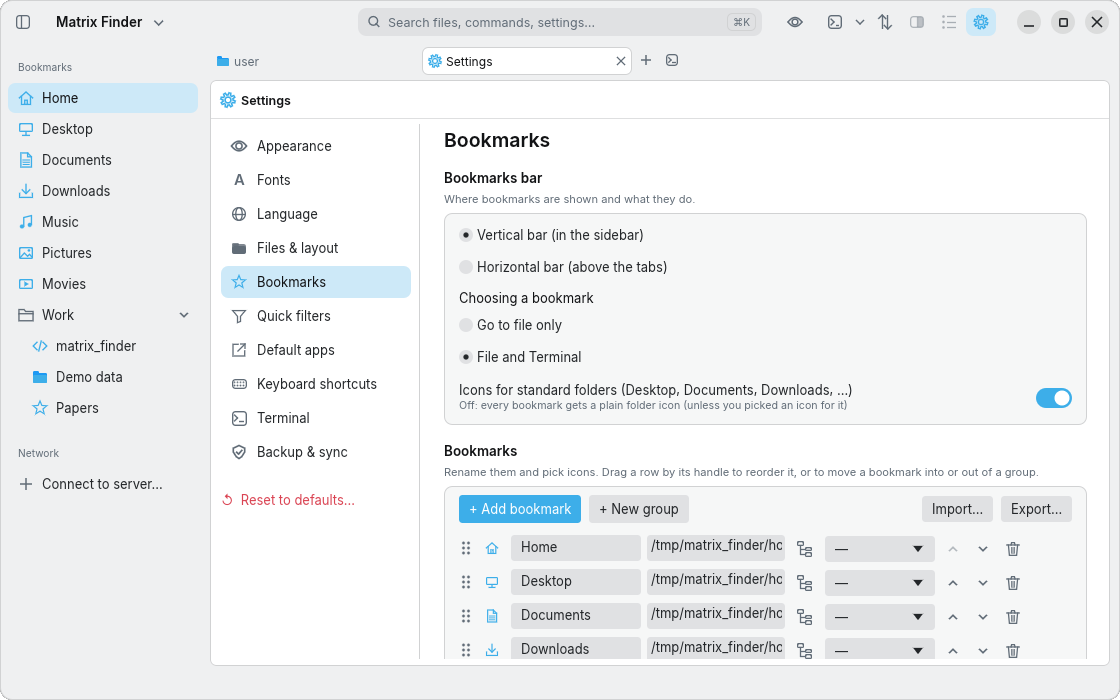 Matrix Finder
Search files, commands, settings...
⌘K
Bookmarks
Home
Desktop
Documents
Downloads
Music
Pictures
Movies
Work
matrix_finder
Demo data
Papers
Network
Connect to server...
user
Settings
Settings
Appearance
Fonts
Language
Files & layout
Bookmarks
Quick filters
Default apps
Keyboard shortcuts
Terminal
Backup & sync
Reset to defaults...
Bookmarks
Bookmarks bar
Where bookmarks are shown and what they do.
Vertical bar (in the sidebar)
Horizontal bar (above the tabs)
Choosing a bookmark
Go to file only
File and Terminal
Icons for standard folders (Desktop, Documents, Downloads, ...)
Off: every bookmark gets a plain folder icon (unless you picked an icon for it)
Bookmarks
Rename them and pick icons. Drag a row by its handle to reorder it, or to move a bookmark into or out of a group.
+ Add bookmark
+ New group
Import...
Export...
Home /tmp/matrix_finder/hc —
Desktop /tmp/matrix_finder/hc —
Documents /tmp/matrix_finder/hc —
Downloads /tmp/matrix_finder/hc —